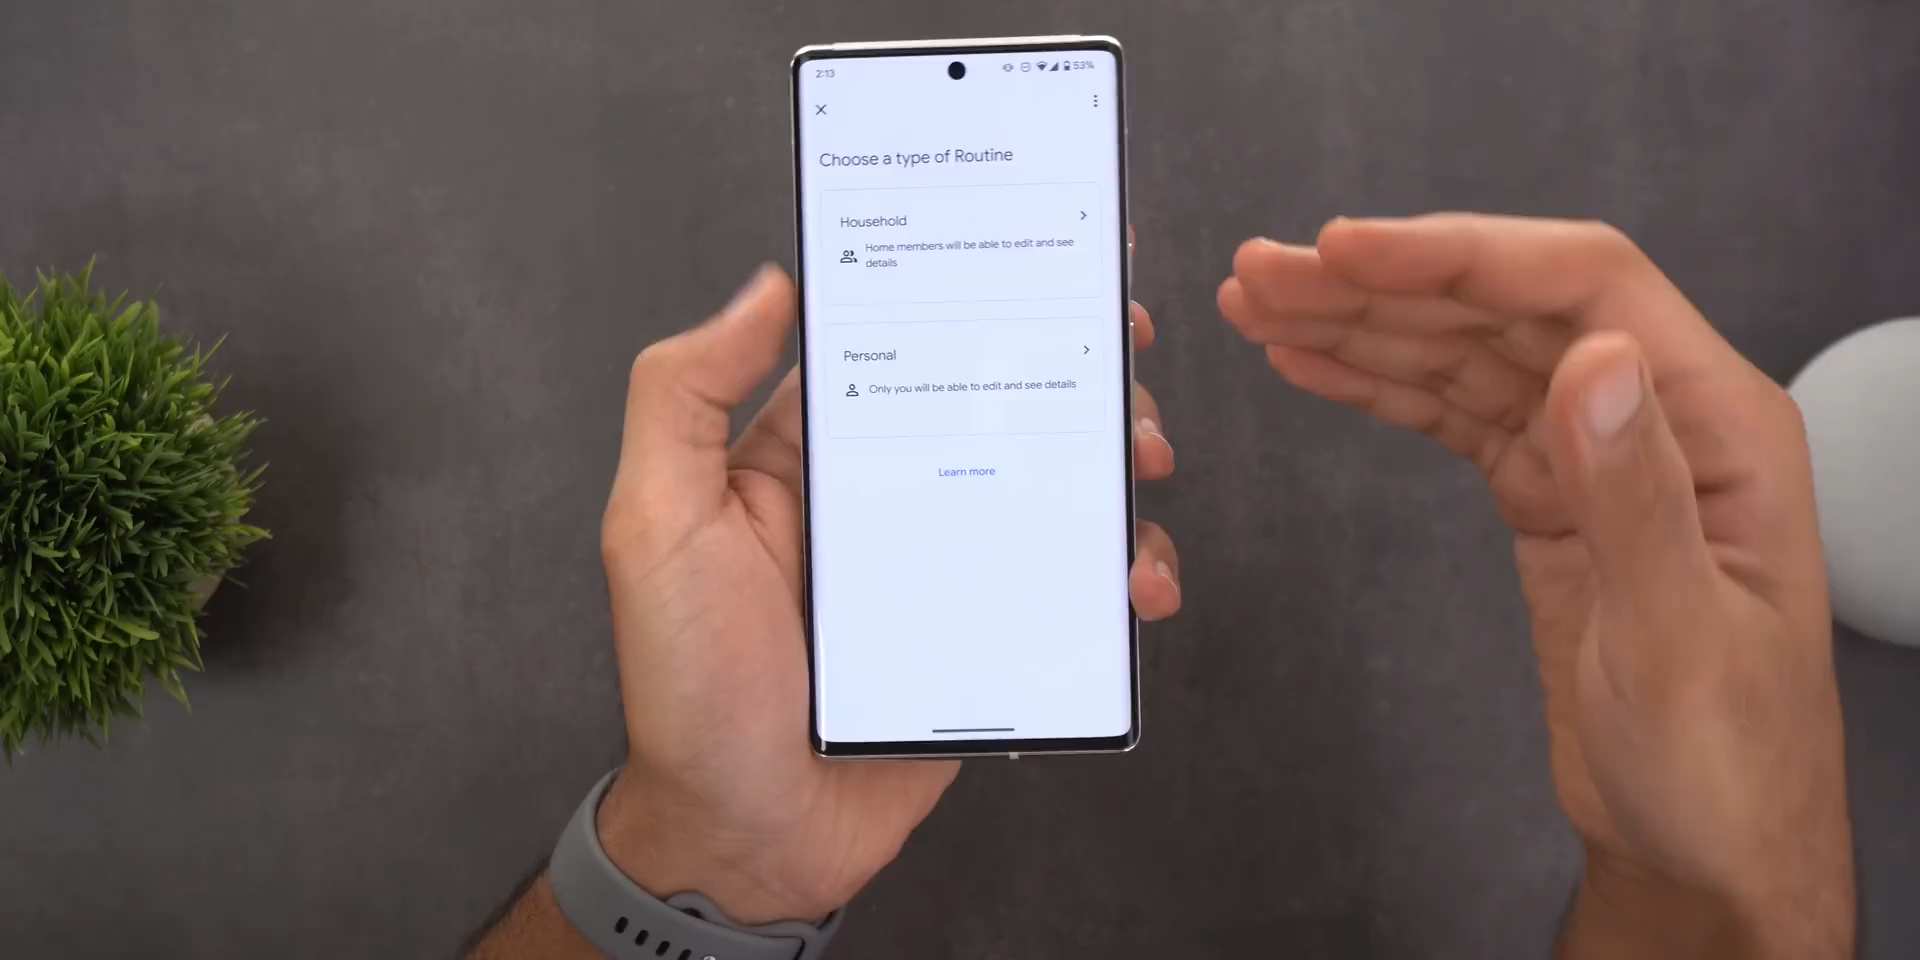 2:13
53%
Choose a type of Routine
Household
Home members will be able to edit and see
details
Personal
Only you will be able to edit and see details
Learn more